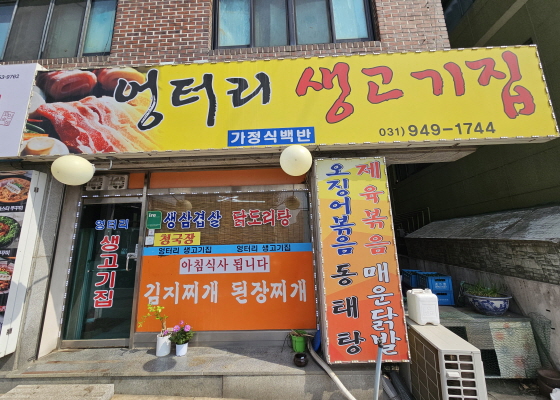 엉터리 생고기집
가정식백반
031) 949-1744
엉터리
생고기집
생삼겹살 닭도리탕
청국장
엉터리 생고기집 엉터리 생고기집
아침식사 됩니다
김치찌개 된장찌개
제육볶음 매운닭발
오징어볶음 동태탕